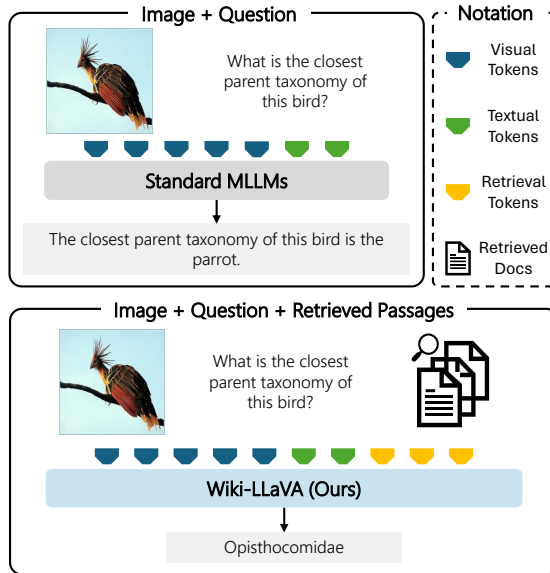 Image + Question
What is the closest
parent taxonomy of
this bird?
Standard MLLMs
The closest parent taxonomy of this bird is the
parrot.
Notation
Visual
Tokens
Textual
Tokens
Retrieval
Tokens
Retrieved
Docs
Image + Question + Retrieved Passages
What is the closest
parent taxonomy of
this bird?
Wiki-LLaVA (Ours)
Opisthocomidae